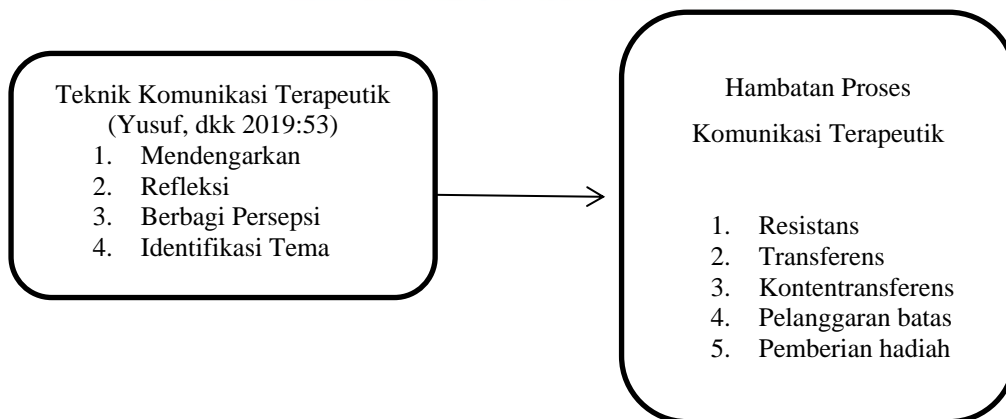 Teknik Komunikasi Terapeutik
(Yusuf, dkk 2019:53)
1. Mendengarkan
2. Refleksi
3. Berbagi Persepsi
4. Identifikasi Tema
Hambatan Proses
Komunikasi Terapeutik
1. Resistans
2. Transferens
3. Kontentransferens
4. Pelanggaran batas
5. Pemberian hadiah